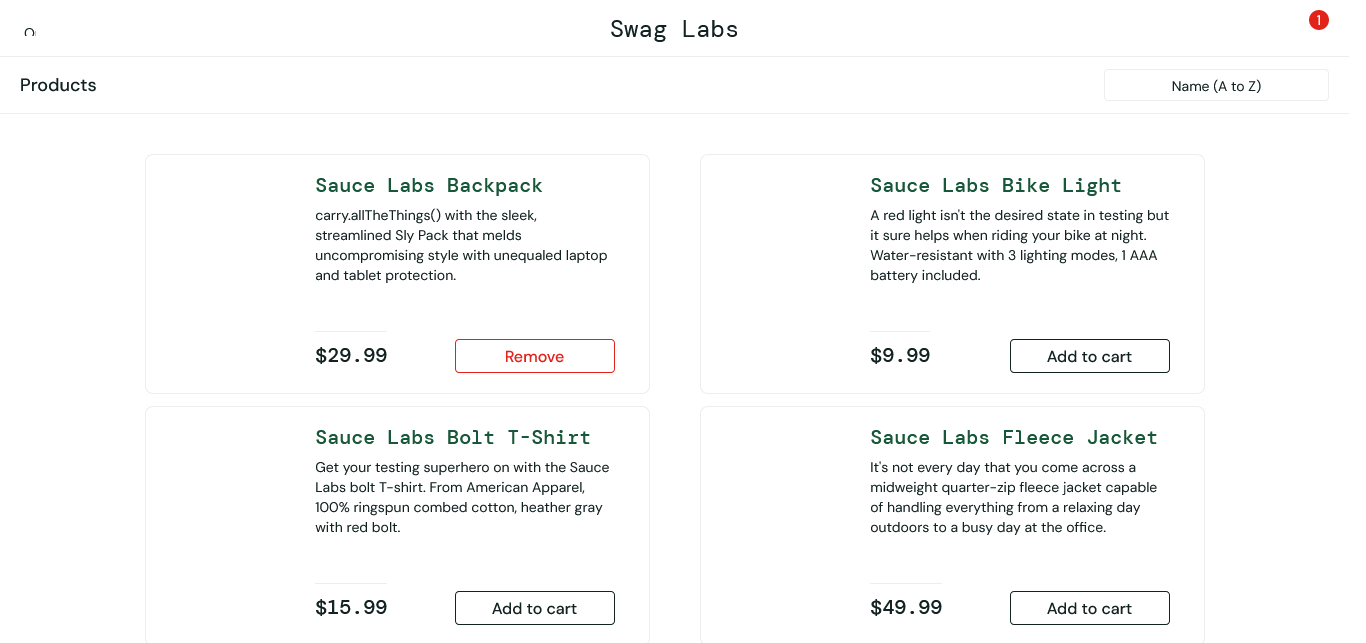 Swag Labs
1
Products
Name (A to Z)
Sauce Labs Backpack
carry.allTheThings() with the sleek,
streamlined Sly Pack that melds
uncompromising style with unequaled laptop
and tablet protection.
$29.99
Remove
Sauce Labs Bike Light
A red light isn't the desired state in testing but
it sure helps when riding your bike at night.
Water-resistant with 3 lighting modes, 1 AAA
battery included.
$9.99
Add to cart
Sauce Labs Bolt T-Shirt
Get your testing superhero on with the Sauce
Labs bolt T-shirt. From American Apparel,
100% ringspun combed cotton, heather gray
with red bolt.
$15.99
Add to cart
Sauce Labs Fleece Jacket
It's not every day that you come across a
midweight quarter-zip fleece jacket capable
of handling everything from a relaxing day
outdoors to a busy day at the office.
$49.99
Add to cart